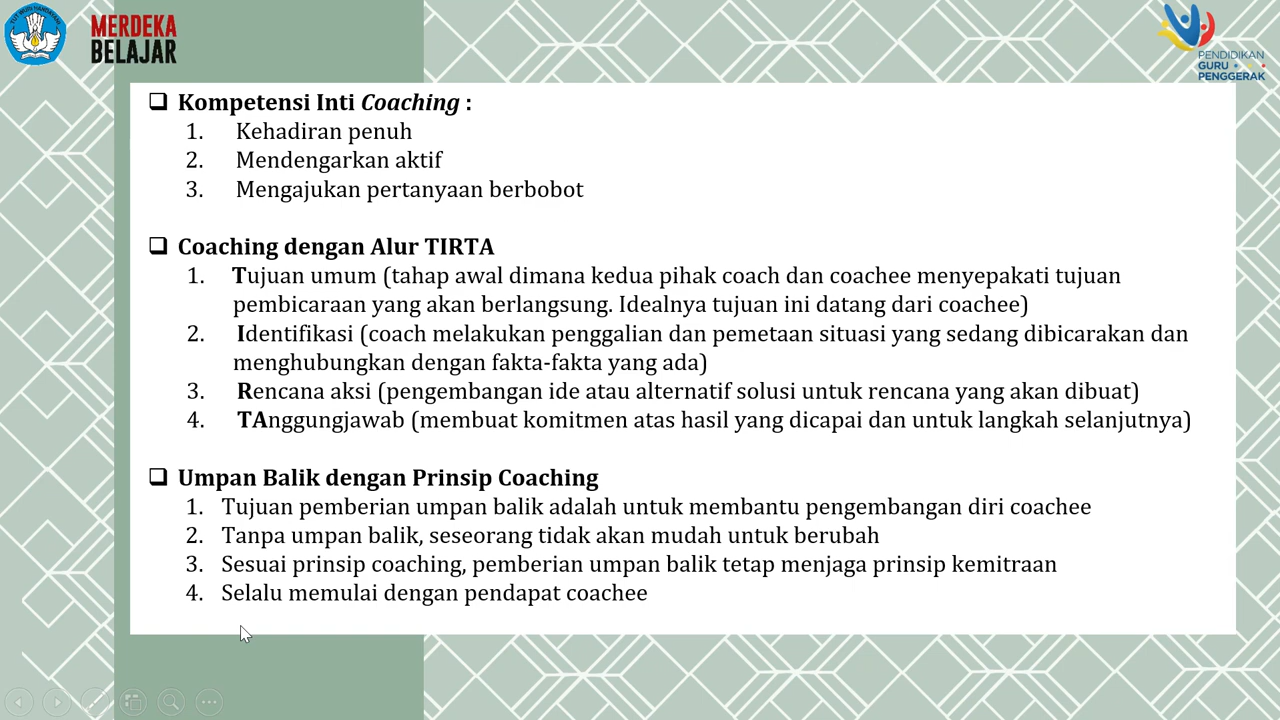 TUT WURI HANDAYANI
MERDEKA
BELAJAR
PENDIDIKAN
GURU
PENGGERAK
Kompetensi Inti Coaching :
1. Kehadiran penuh
2. Mendengarkan aktif
3. Mengajukan pertanyaan berbobot
Coaching dengan Alur TIRTA
1. Tujuan umum (tahap awal dimana kedua pihak coach dan coachee menyepakati tujuan
pembicaraan yang akan berlangsung. Idealnya tujuan ini datang dari coachee)
2. Identifikasi (coach melakukan penggalian dan pemetaan situasi yang sedang dibicarakan dan
menghubungkan dengan fakta-fakta yang ada)
3. Rencana aksi (pengembangan ide atau alternatif solusi untuk rencana yang akan dibuat)
4. TAnggungjawab (membuat komitmen atas hasil yang dicapai dan untuk langkah selanjutnya)
Umpan Balik dengan Prinsip Coaching
1. Tujuan pemberian umpan balik adalah untuk membantu pengembangan diri coachee
2. Tanpa umpan balik, seseorang tidak akan mudah untuk berubah
3. Sesuai prinsip coaching, pemberian umpan balik tetap menjaga prinsip kemitraan
4. Selalu memulai dengan pendapat coachee